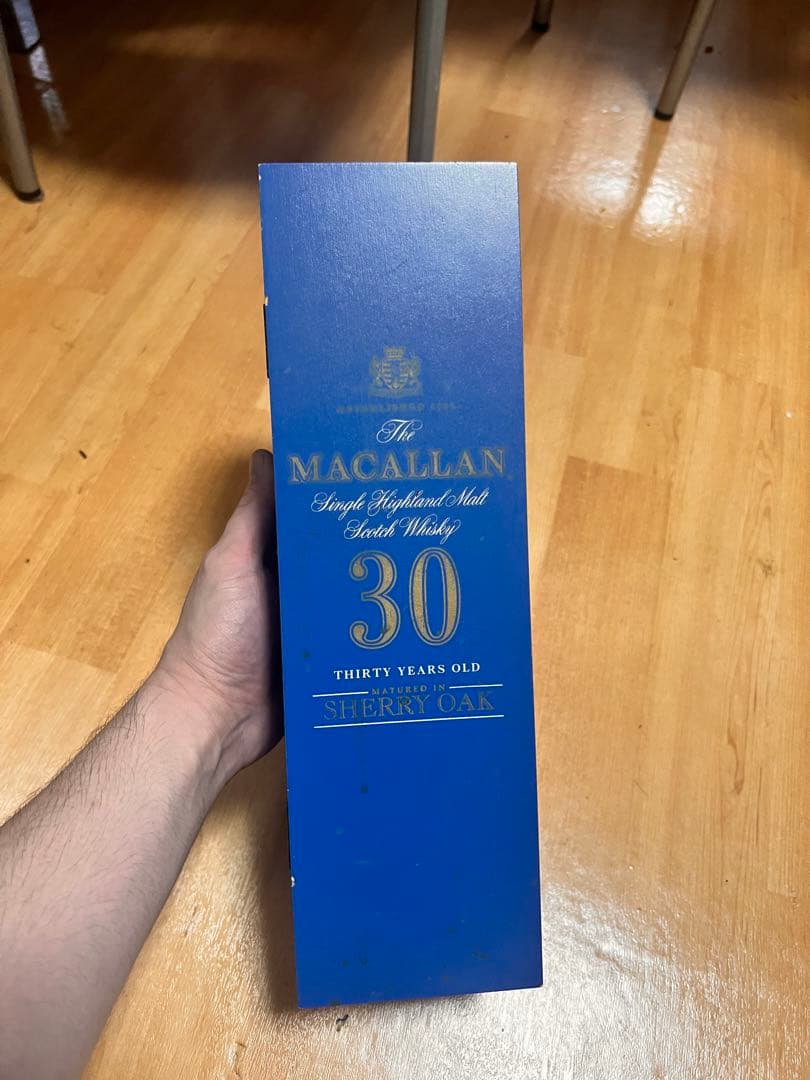 The
MACALLAN
Single Highland Malt
Scotch Whisky
30
THIRTY YEARS OLD
MATURED IN
SHERRY OAK